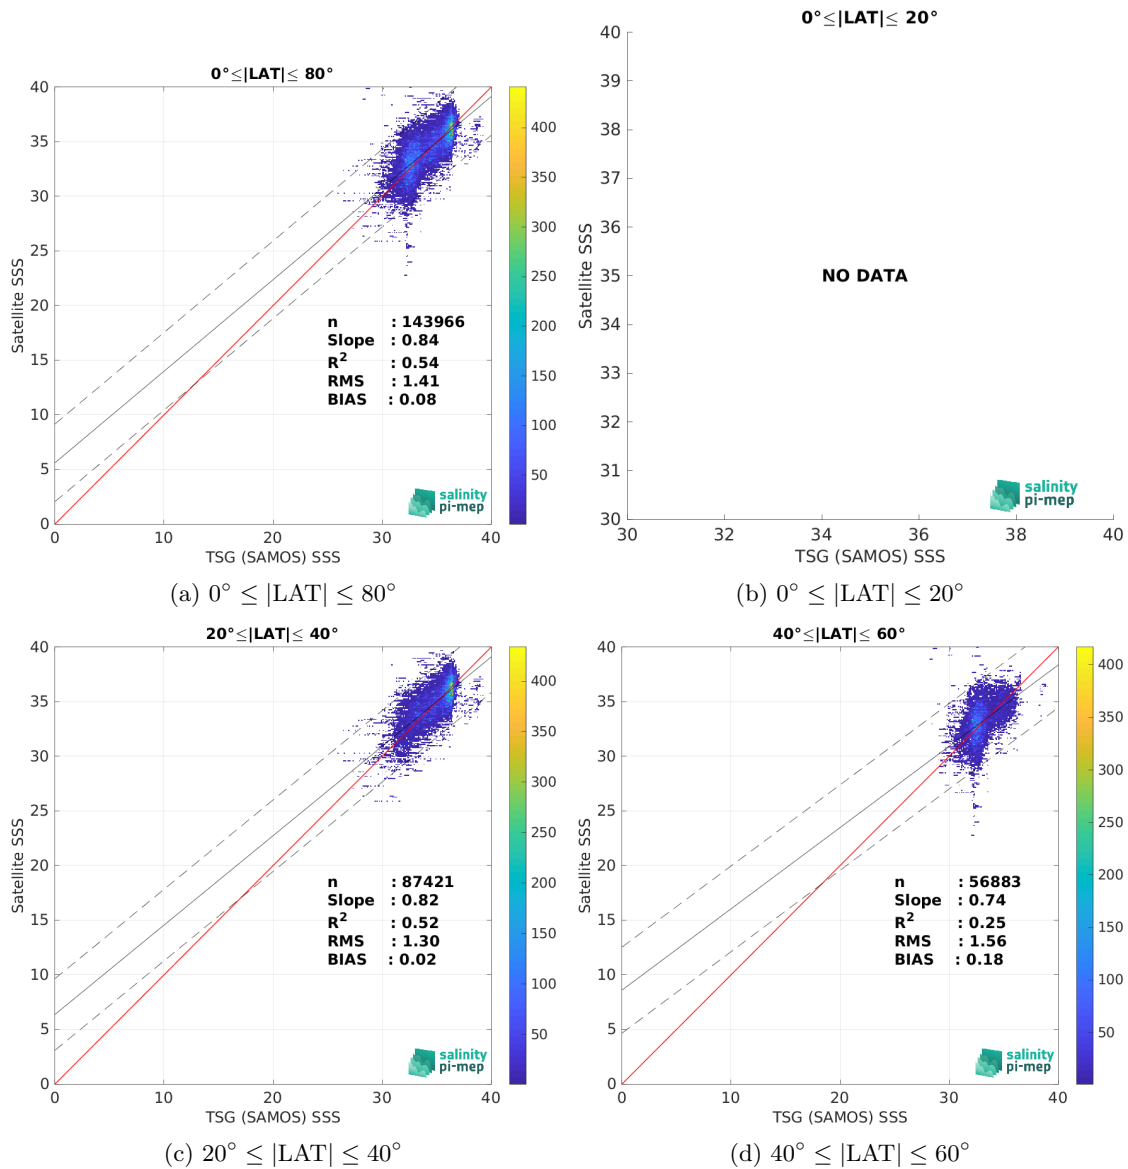 0°≤|LAT|≤ 80°
40
35
30
25
20
15
10
5
0
0
10
20
30
40
Satellite SSS
TSG (SAMOS) SSS
n : 143966
Slope : 0.84
R² : 0.54
RMS : 1.41
BIAS : 0.08
salinity
pi-mep
400
350
300
250
200
150
100
50
(a) 0° ≤ |LAT| ≤ 80°
0°≤|LAT|≤ 20°
40
39
38
37
36
35
34
33
32
31
30
30
32
34
36
38
40
Satellite SSS
TSG (SAMOS) SSS
NO DATA
salinity
pi-mep
(b) 0° ≤ |LAT| ≤ 20°
20°≤|LAT|≤ 40°
40
35
30
25
20
15
10
5
0
0
10
20
30
40
Satellite SSS
TSG (SAMOS) SSS
n : 87421
Slope : 0.82
R² : 0.52
RMS : 1.30
BIAS : 0.02
salinity
pi-mep
400
350
300
250
200
150
100
50
(c) 20° ≤ |LAT| ≤ 40°
40°≤|LAT|≤ 60°
40
35
30
25
20
15
10
5
0
0
10
20
30
40
Satellite SSS
TSG (SAMOS) SSS
n : 56883
Slope : 0.74
R² : 0.25
RMS : 1.56
BIAS : 0.18
salinity
pi-mep
400
350
300
250
200
150
100
50
(d) 40° ≤ |LAT| ≤ 60°